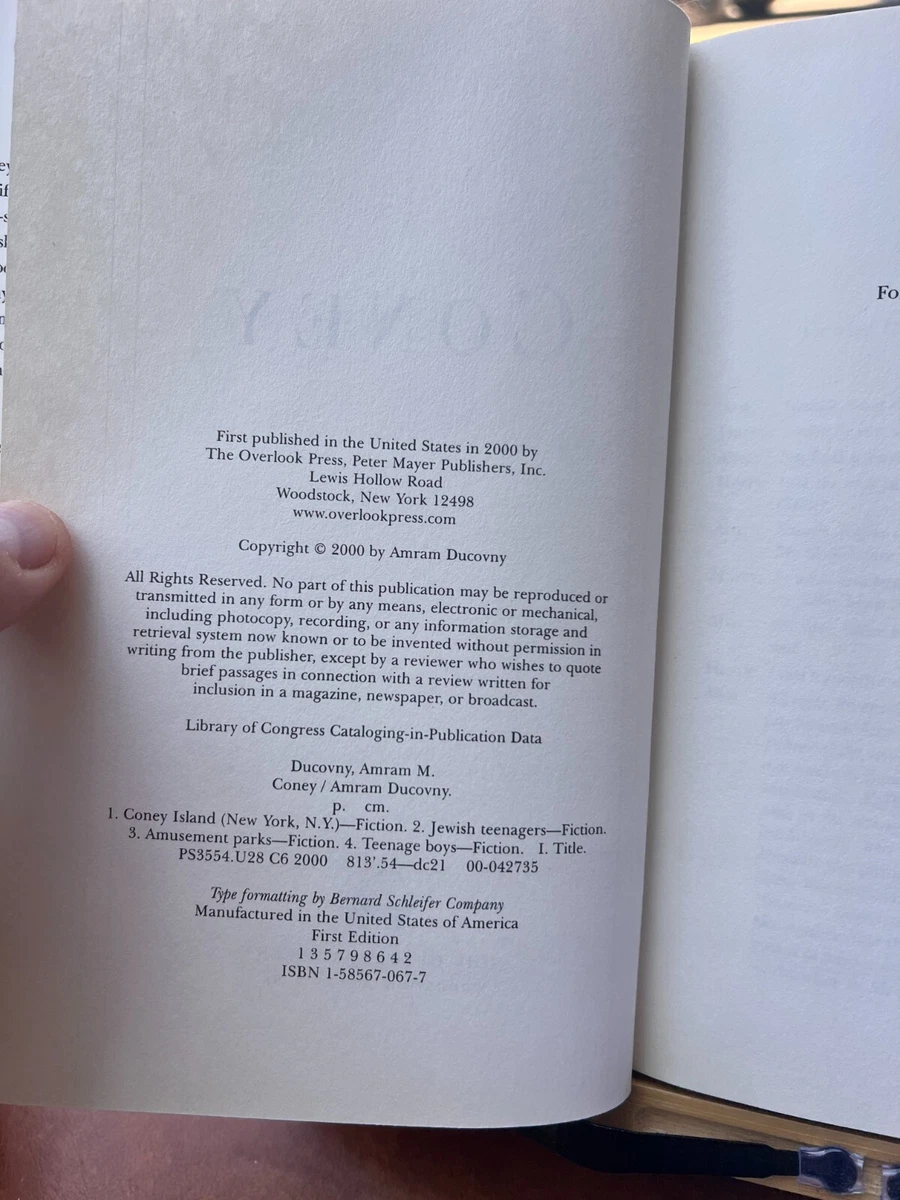 First published in the United States in 2000 by
The Overlook Press, Peter Mayer Publishers, Inc.
Lewis Hollow Road
Woodstock, New York 12498
www.overlookpress.com
Copyright © 2000 by Amram Ducovny
All Rights Reserved. No part of this publication may be reproduced or
transmitted in any form or by any means, electronic or mechanical,
including photocopy, recording, or any information storage and
retrieval system now known or to be invented without permission in
writing from the publisher, except by a reviewer who wishes to quote
brief passages in connection with a review written for
inclusion in a magazine, newspaper, or broadcast.
Library of Congress Cataloging-in-Publication Data
Ducovny, Amram M.
Coney / Amram Ducovny.
p. cm.
1. Coney Island (New York, N.Y.)—Fiction. 2. Jewish teenagers—Fiction.
3. Amusement parks—Fiction. 4. Teenage boys—Fiction. I. Title.
PS3554.U28 C6 2000 813'.54—dc21 00-042735
Type formatting by Bernard Schleifer Company
Manufactured in the United States of America
First Edition
1 3 5 7 9 8 6 4 2
ISBN 1-58567-067-7
Fo